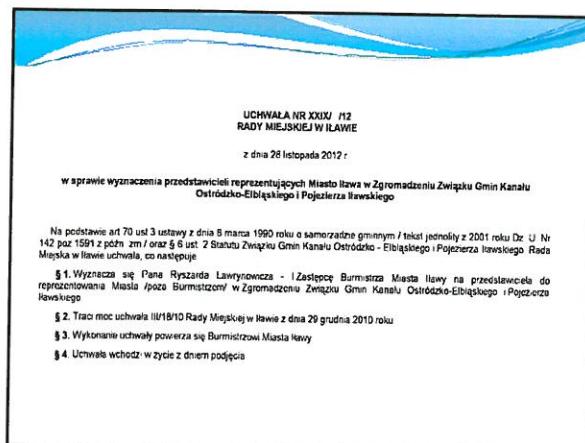 UCHWAŁA NR XXIX/ /12
RADY MIEJSKIEJ W IŁAWIE
z dnia 28 listopada 2012 r
w sprawie wyznaczenia przedstawicieli reprezentujących Miasto Iława w Zgromadzeniu Związku Gmin Kanału
Ostródzko-Elbląskiego i Pojezierza Iławskiego
Na podstawie art 70 ust 3 ustawy z dnia 8 marca 1990 roku o samorządzie gminnym / tekst jednolity z 2001 roku Dz U Nr
142 poz 1591 z późn zm / oraz § 6 ust 2 Statutu Związku Gmin Kanału Ostródzko - Elbląskiego i Pojezierza Iławskiego Rada
Miejska w Iławie uchwala, co następuje
§ 1. Wyznacza się Pana Ryszarda Ławrynowicza - I Zastępcę Burmistrza Miasta Iławy na przedstawiciela do
reprezentowania Miasta /poza Burmistrzem/ w Zgromadzeniu Związku Gmin Kanału Ostródzko-Elbląskiego i Pojezierza
Iławskiego
§ 2. Traci moc uchwała III/18/10 Rady Miejskiej w Iławie z dnia 29 grudnia 2010 roku
§ 3. Wykonanie uchwały powierza się Burmistrzowi Miasta Iławy
§ 4. Uchwała wchodzi w życie z dniem podjęcia